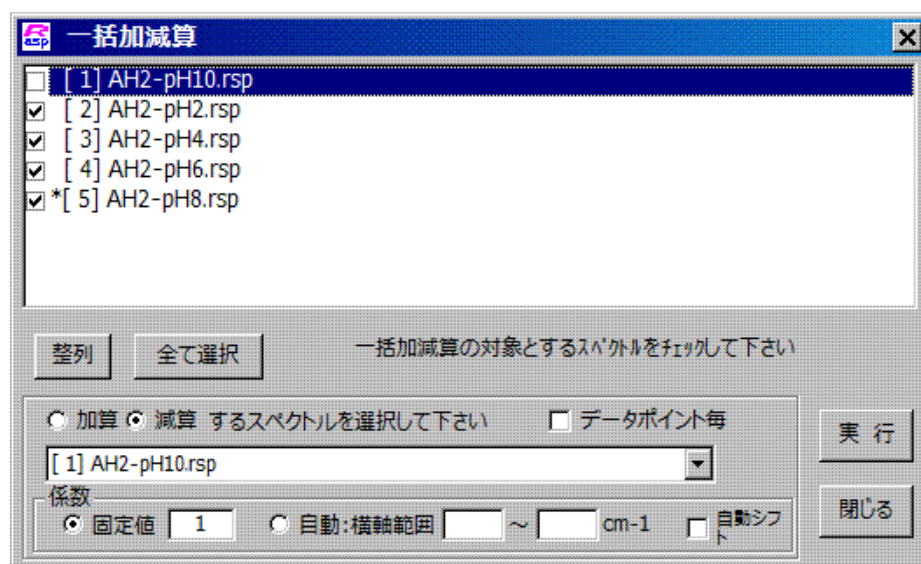 asp 一括加減算
[ 1] AH2-pH10.rsp
[ 2] AH2-pH2.rsp
[ 3] AH2-pH4.rsp
[ 4] AH2-pH6.rsp
*[ 5] AH2-pH8.rsp
整列 全て選択 一括加減算の対象とするｽﾍﾟｸﾄﾙをﾁｪｯｸして下さい
加算 減算 するスペクトルを選択して下さい データポイント毎
[ 1] AH2-pH10.rsp
実 行
係数
固定値 1 自動:横軸範囲 ～ cm-1 自動シフ
ト
閉じる